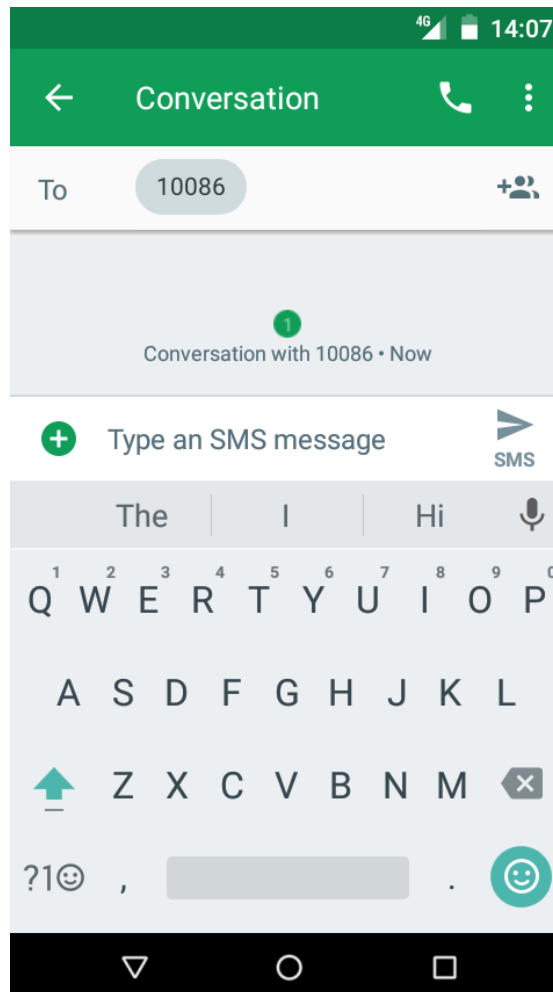 4G 14:07
Conversation
To 10086
1
Conversation with 10086 • Now
Type an SMS message
SMS
The I Hi
1 2 3 4 5 6 7 8 9 0
Q W E R T Y U I O P
A S D F G H J K L
Z X C V B N M
?1☺ , .